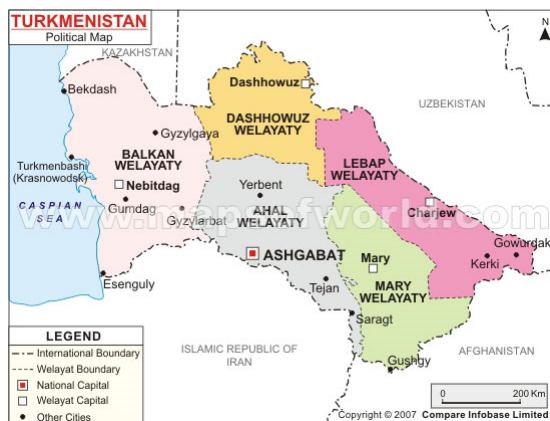 TURKMENISTAN
Political Map
N
KAZAKHSTAN
Bekdash
Dashhowuz
UZBEKISTAN
DASHHOWUZ
WELAYATY
Gyzylgaya
BALKAN
WELAYATY
LEBAP
WELAYATY
Turkmenbashi
(Krasnowodsk)
Nebitdag
Yerbent
CASPIAN
SEA
Gumdag
Gyzylarbat
AHAL
WELAYATY
Charjew
www.mapsofworld.com
Gowurdak
ASHGABAT
Mary
Kerki
Esenguly
Tejan
MARY
WELAYATY
Saragt
ISLAMIC REPUBLIC OF
IRAN
Gushgy
AFGHANISTAN
LEGEND
International Boundary
Welayat Boundary
National Capital
Welayat Capital
Other Cities
0 200 Km
Copyright © 2007 Compare Infobase Limited